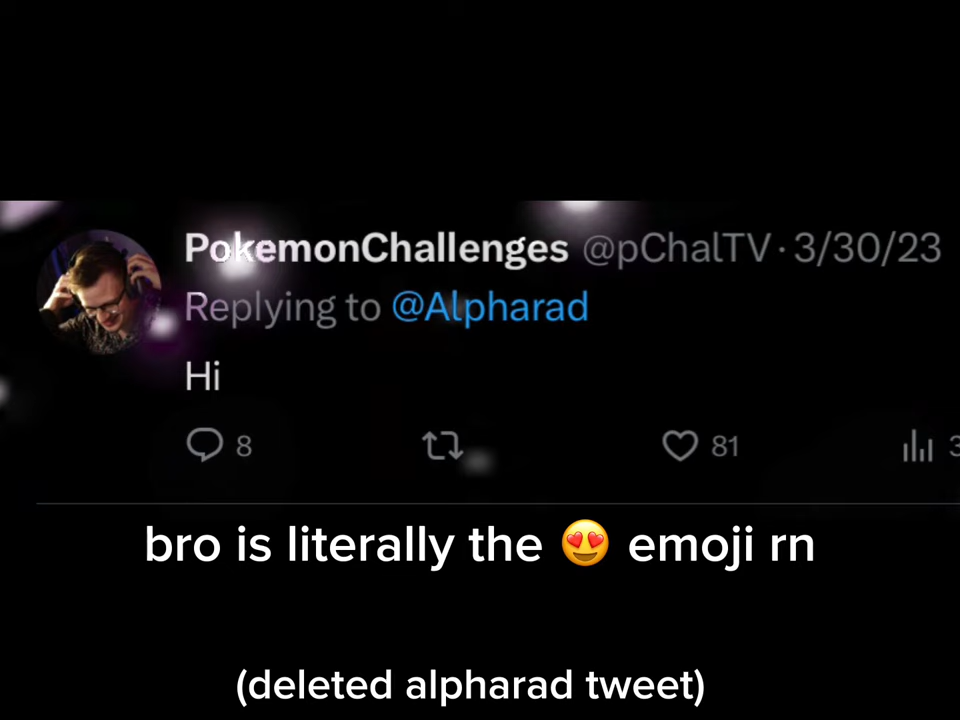 PokemonChallenges @pChalTV · 3/30/23
Replying to @Alpharad
Hi
8 81 3
bro is literally the 😍 emoji rn
(deleted alpharad tweet)